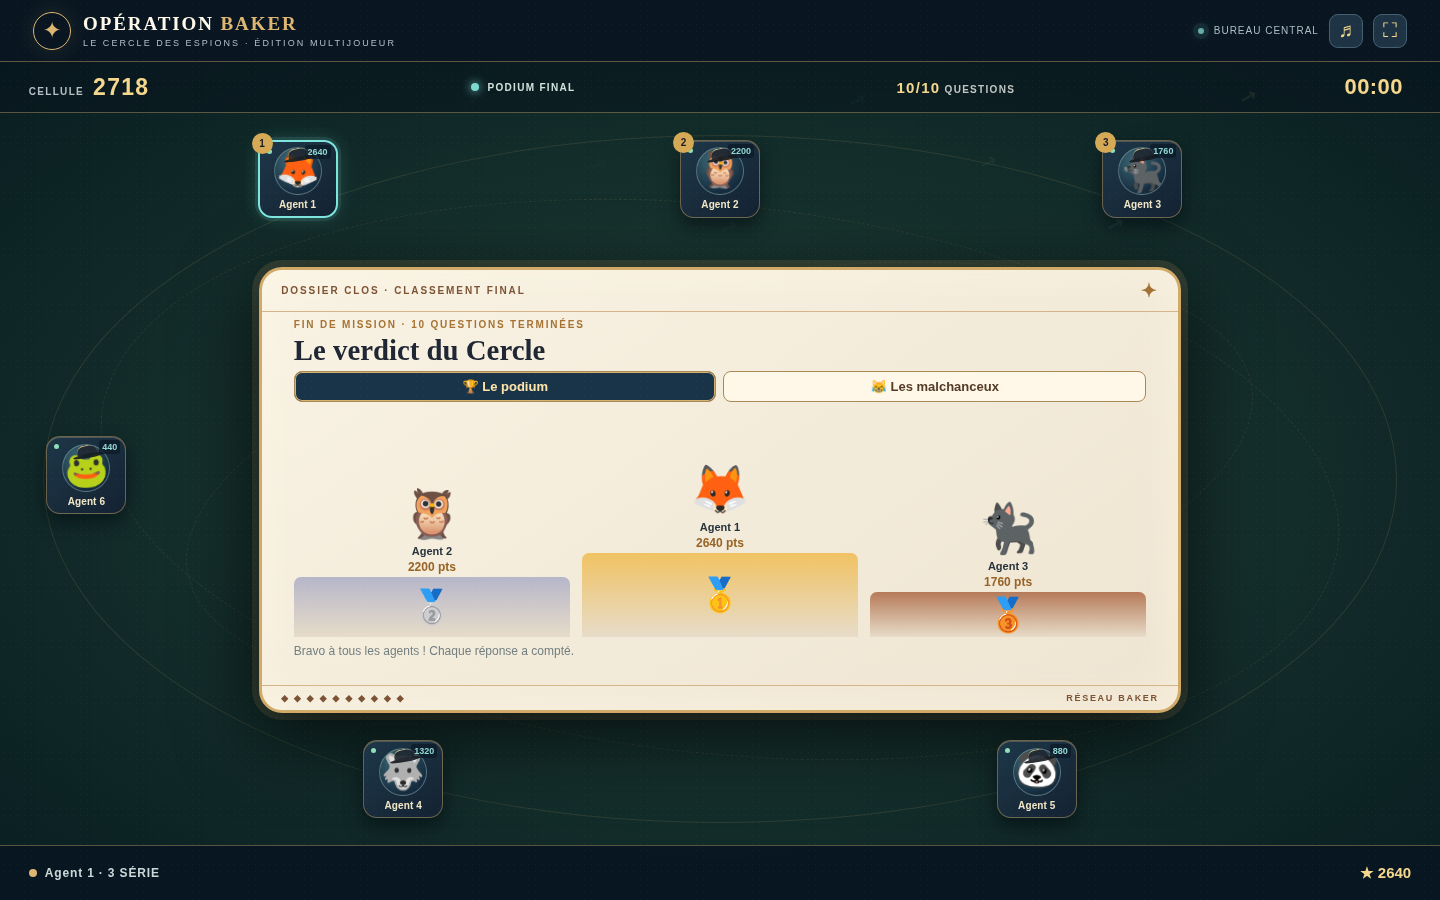 OPÉRATION BAKER
LE CERCLE DES ESPIONS · ÉDITION MULTIJOUEUR
BUREAU CENTRAL
CELLULE 2718
PODIUM FINAL
10/10 QUESTIONS
00:00
1
2640
Agent 1
2
2200
Agent 2
3
1760
Agent 3
DOSSIER CLOS · CLASSEMENT FINAL
FIN DE MISSION · 10 QUESTIONS TERMINÉES
Le verdict du Cercle
🏆 Le podium
😹 Les malchanceux
440
Agent 6
Agent 1
2640 pts
1
Agent 2
2200 pts
2
Agent 3
1760 pts
3
Bravo à tous les agents ! Chaque réponse a compté.
RÉSEAU BAKER
1320
Agent 4
880
Agent 5
Agent 1 · 3 SÉRIE
★ 2640